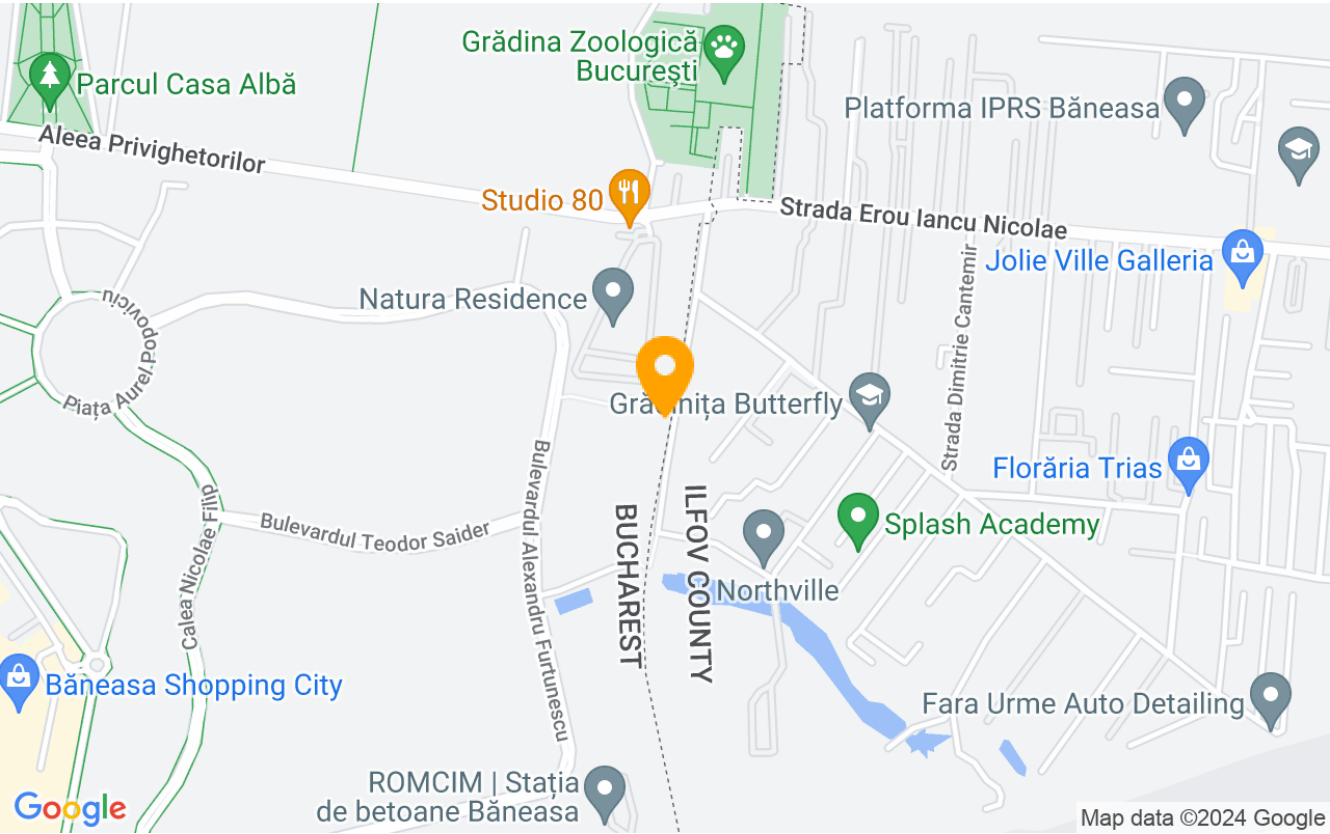 Grădina Zoologică
București
Parcul Casa Albă
Platforma IPRS Băneasa
Aleea Privighetorilor
Studio 80
Strada Erou Iancu Nicolae
Jolie Ville Galleria
Natura Residence
Piața Aurel Popoviciu
Strada Dimitrie Cantemir
Grădinița Butterfly
Florăria Trias
Bulevardul Alexandru Furtunescu
Calea Nicolae Filip
Bulevardul Teodor Saider
BUCHAREST
ILFOV COUNTY
Splash Academy
Northville
Băneasa Shopping City
Fara Urme Auto Detailing
ROMCIM | Stația
de betoane Băneasa
Google
Map data ©2024 Google